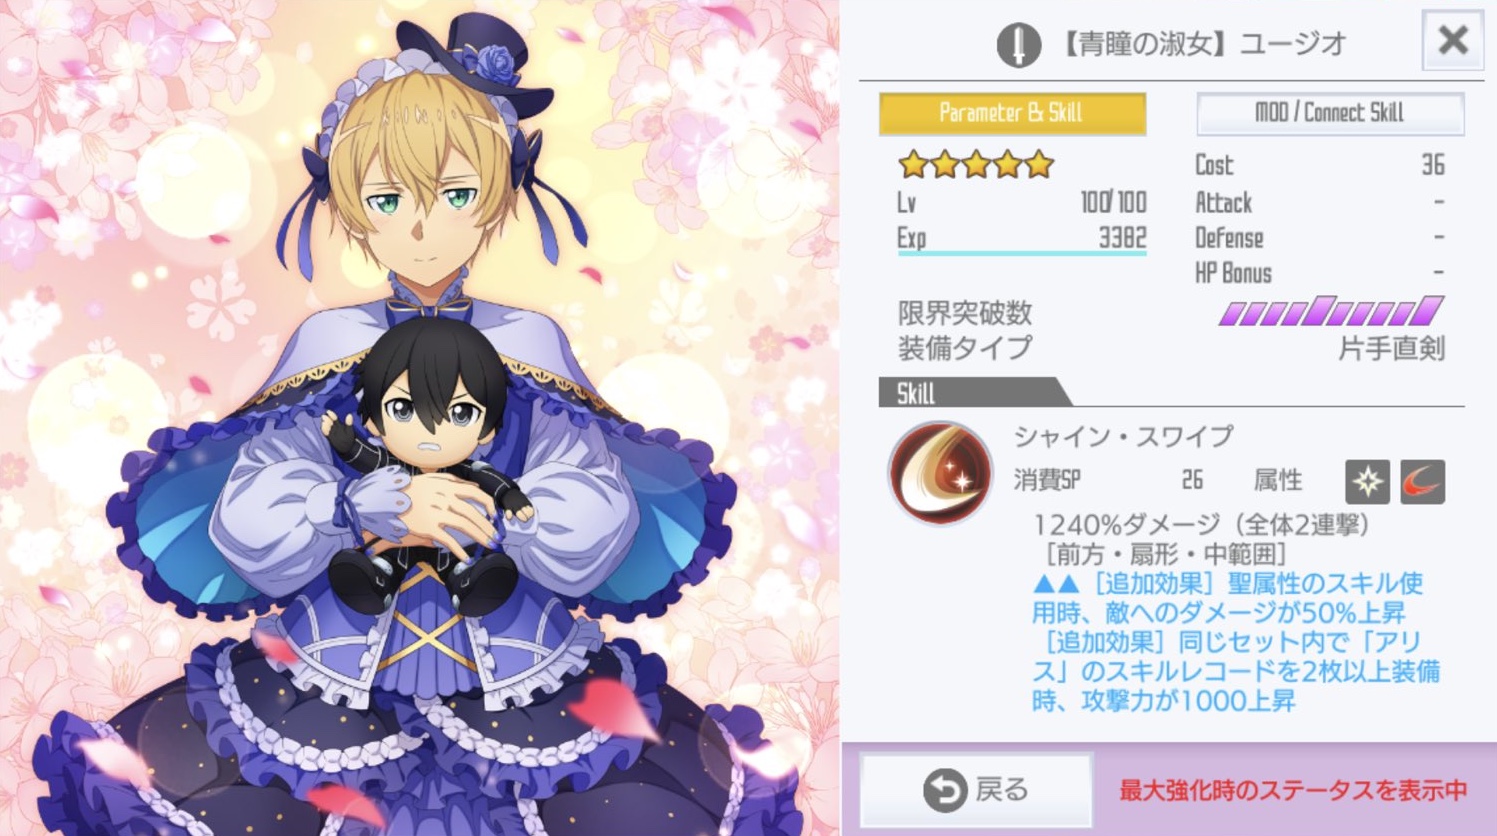 【青瞳の淑女】ユージオ
Parameter & Skill
MOD / Connect Skill
Lv 100/100
Exp 3382
Cost 36
Attack -
Defense -
HP Bonus -
限界突破数
装備タイプ 片手直剣
Skill
シャイン・スワイプ
消費SP 26 属性
1240%ダメージ（全体2連撃）
［前方・扇形・中範囲］
▲▲［追加効果］聖属性のスキル使
用時、敵へのダメージが50%上昇
［追加効果］同じセット内で「アリ
ス」のスキルレコードを2枚以上装備
時、攻撃力が1000上昇
戻る
最大強化時のステータスを表示中